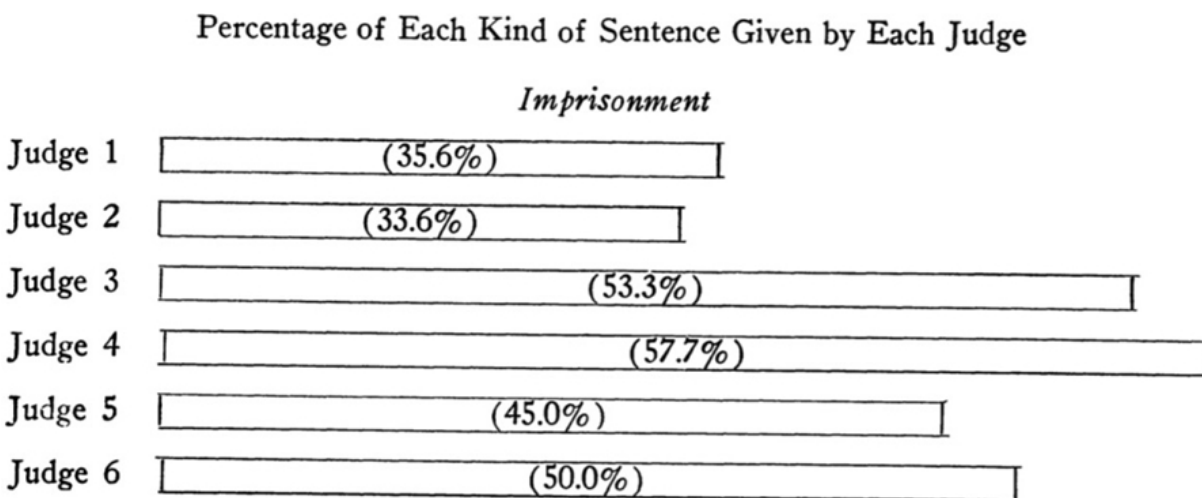 Percentage of Each Kind of Sentence Given by Each Judge
Imprisonment
Judge 1 (35.6%)
Judge 2 (33.6%)
Judge 3 (53.3%)
Judge 4 (57.7%)
Judge 5 (45.0%)
Judge 6 (50.0%)